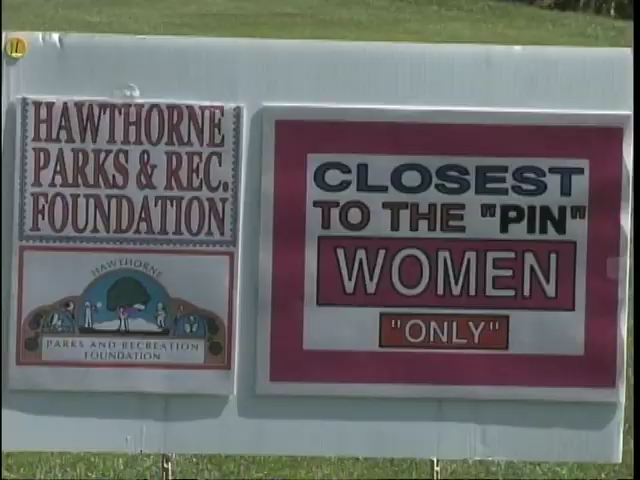 HAWTHORNE
PARKS & REC.
FOUNDATION
HAWTHORNE
PARKS AND RECREATION
FOUNDATION
CLOSEST
TO THE "PIN"
WOMEN
"ONLY"